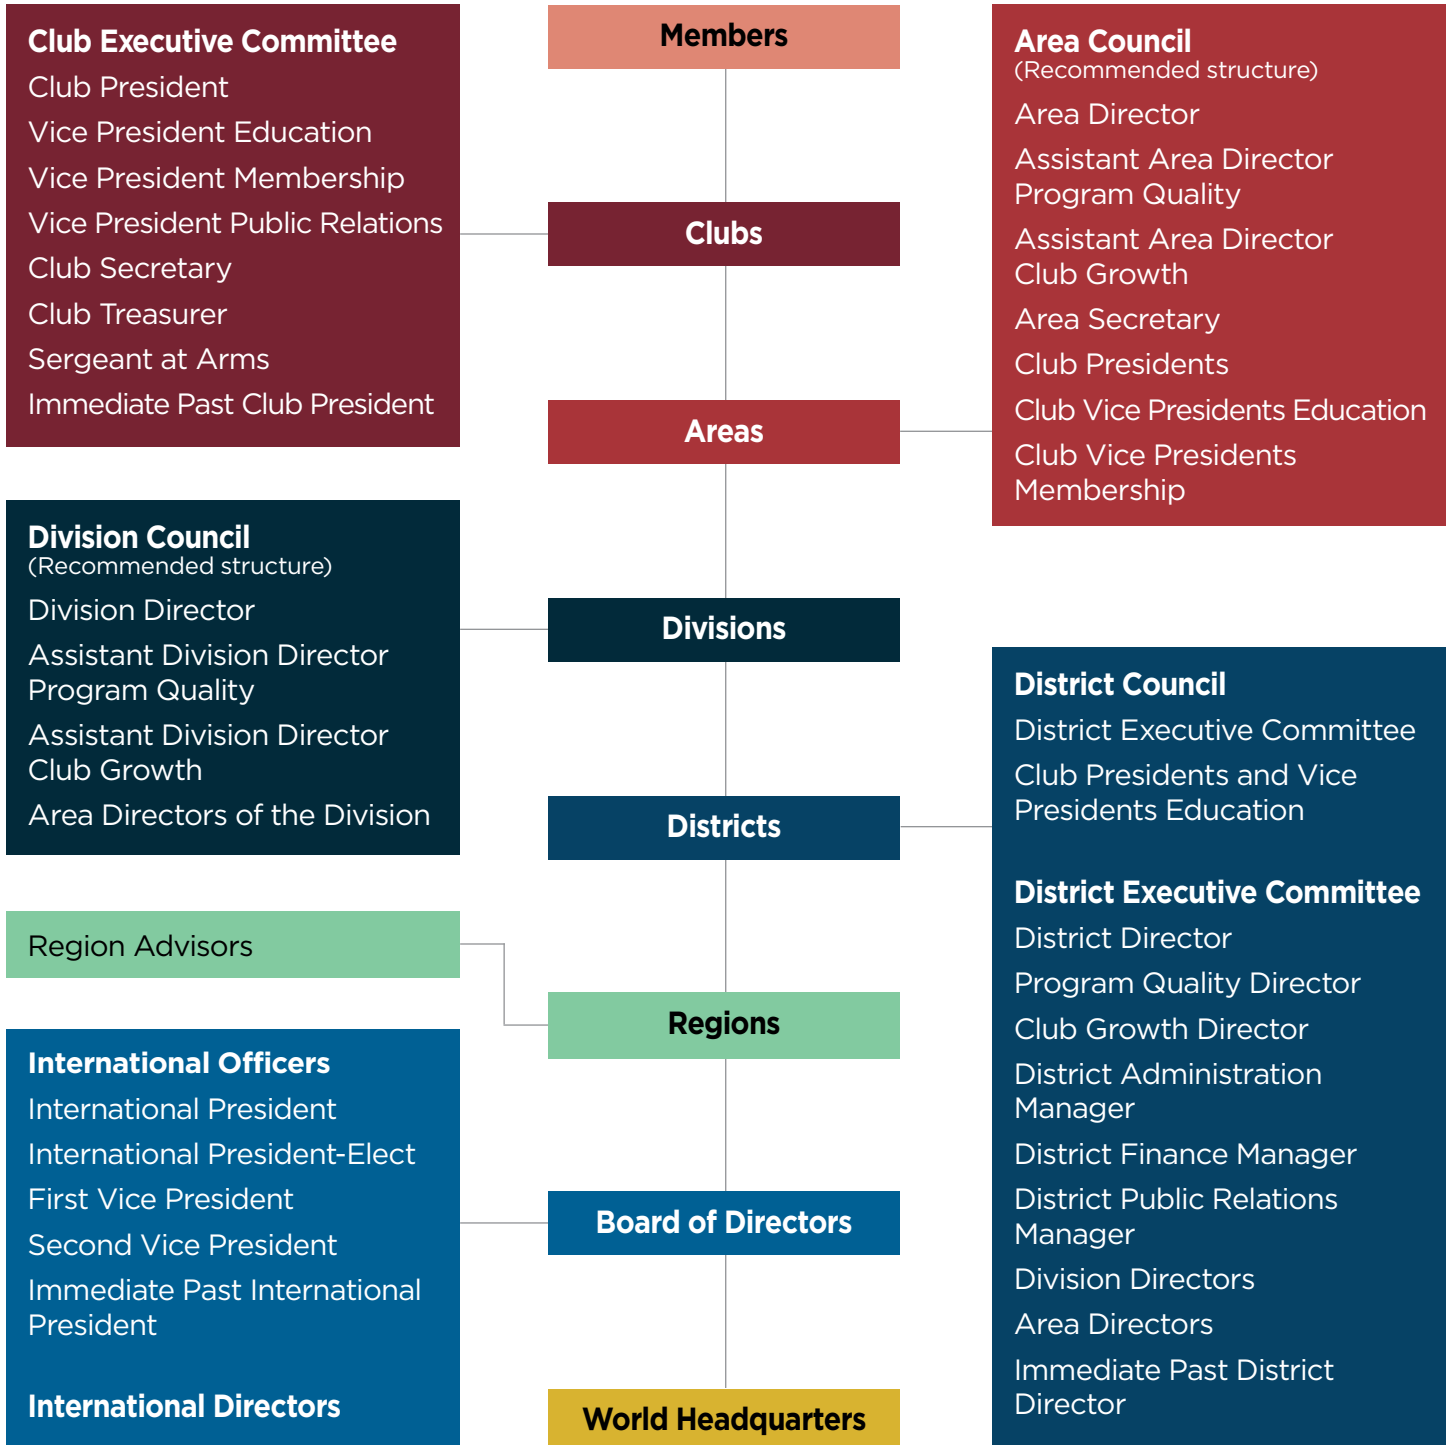 Club Executive Committee
Club President
Vice President Education
Vice President Membership
Vice President Public Relations
Club Secretary
Club Treasurer
Sergeant at Arms
Immediate Past Club President
Members
Clubs
Areas
Area Council
(Recommended structure)
Area Director
Assistant Area Director
Program Quality
Assistant Area Director
Club Growth
Area Secretary
Club Presidents
Club Vice Presidents Education
Club Vice Presidents
Membership
Division Council
(Recommended structure)
Division Director
Assistant Division Director
Program Quality
Assistant Division Director
Club Growth
Area Directors of the Division
Divisions
Districts
District Council
District Executive Committee
Club Presidents and Vice
Presidents Education
District Executive Committee
District Director
Program Quality Director
Club Growth Director
District Administration
Manager
District Finance Manager
District Public Relations
Manager
Division Directors
Area Directors
Immediate Past District
Director
Region Advisors
Regions
International Officers
International President
International President-Elect
First Vice President
Second Vice President
Immediate Past International
President
International Directors
Board of Directors
World Headquarters